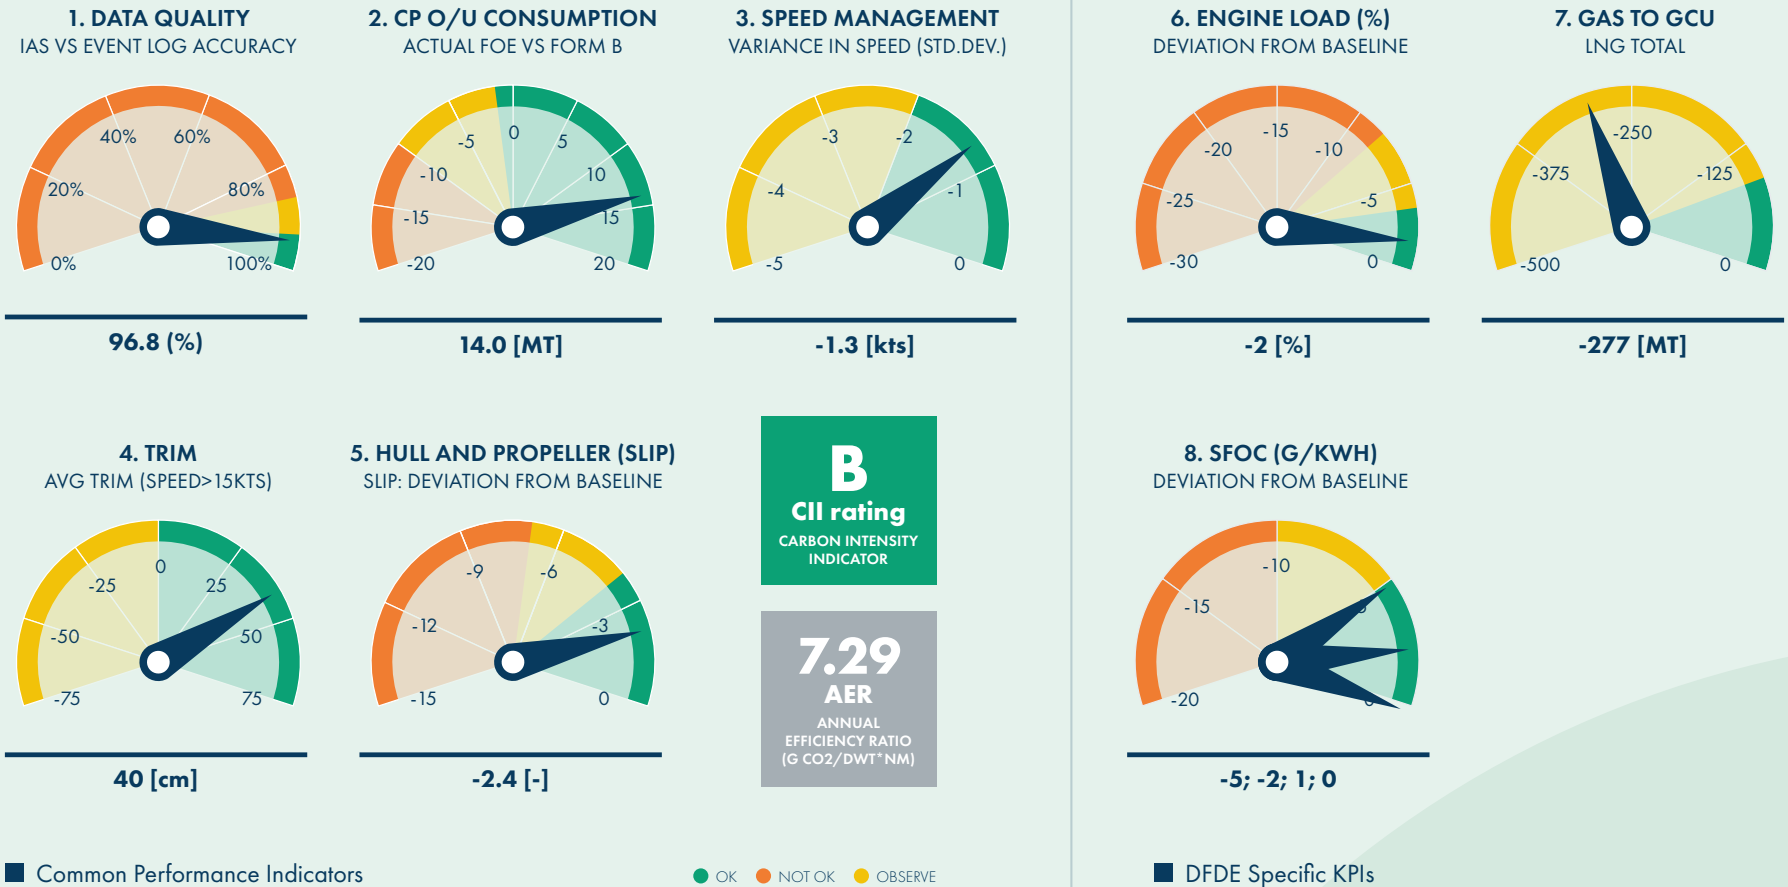 1. DATA QUALITY
IAS VS EVENT LOG ACCURACY
0%
20%
40%
60%
80%
100%
96.8 (%)
2. CP O/U CONSUMPTION
ACTUAL FOE VS FORM B
-20
-15
-10
-5
0
5
10
15
20
14.0 [MT]
3. SPEED MANAGEMENT
VARIANCE IN SPEED (STD.DEV.)
-5
-4
-3
-2
-1
0
-1.3 [kts]
4. TRIM
AVG TRIM (SPEED>15KTS)
-75
-50
-25
0
25
50
75
40 [cm]
5. HULL AND PROPELLER (SLIP)
SLIP: DEVIATION FROM BASELINE
-15
-12
-9
-6
-3
0
-2.4 [-]
B
CII rating
CARBON INTENSITY
INDICATOR
7.29
AER
ANNUAL
EFFICIENCY RATIO
(G CO2/DWT*NM)
Common Performance Indicators
OK
NOT OK
OBSERVE
6. ENGINE LOAD (%)
DEVIATION FROM BASELINE
-30
-25
-20
-15
-10
-5
0
-2 [%]
7. GAS TO GCU
LNG TOTAL
-500
-375
-250
-125
0
-277 [MT]
8. SFOC (G/KWH)
DEVIATION FROM BASELINE
-20
-15
-10
-5; -2; 1; 0
DFDE Specific KPIs